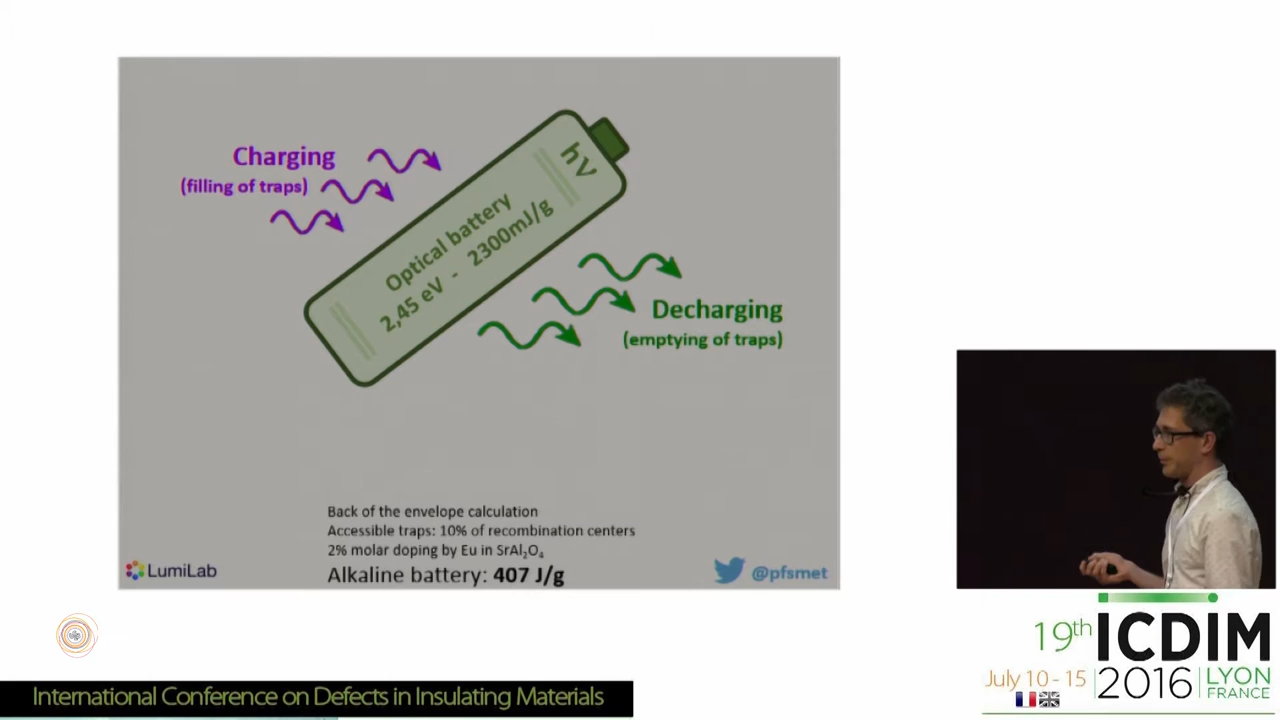 Charging
(filling of traps)
hν
Optical battery
2,45 eV - 2300mJ/g
Decharging
(emptying of traps)
Back of the envelope calculation
Accessible traps: 10% of recombination centers
2% molar doping by Eu in SrAl₂O₄
Alkaline battery: 407 J/g
LumiLab
@pfsmet
19th ICDIM
July 10 - 15 2016 LYON
FRANCE
International Conference on Defects in Insulating Materials